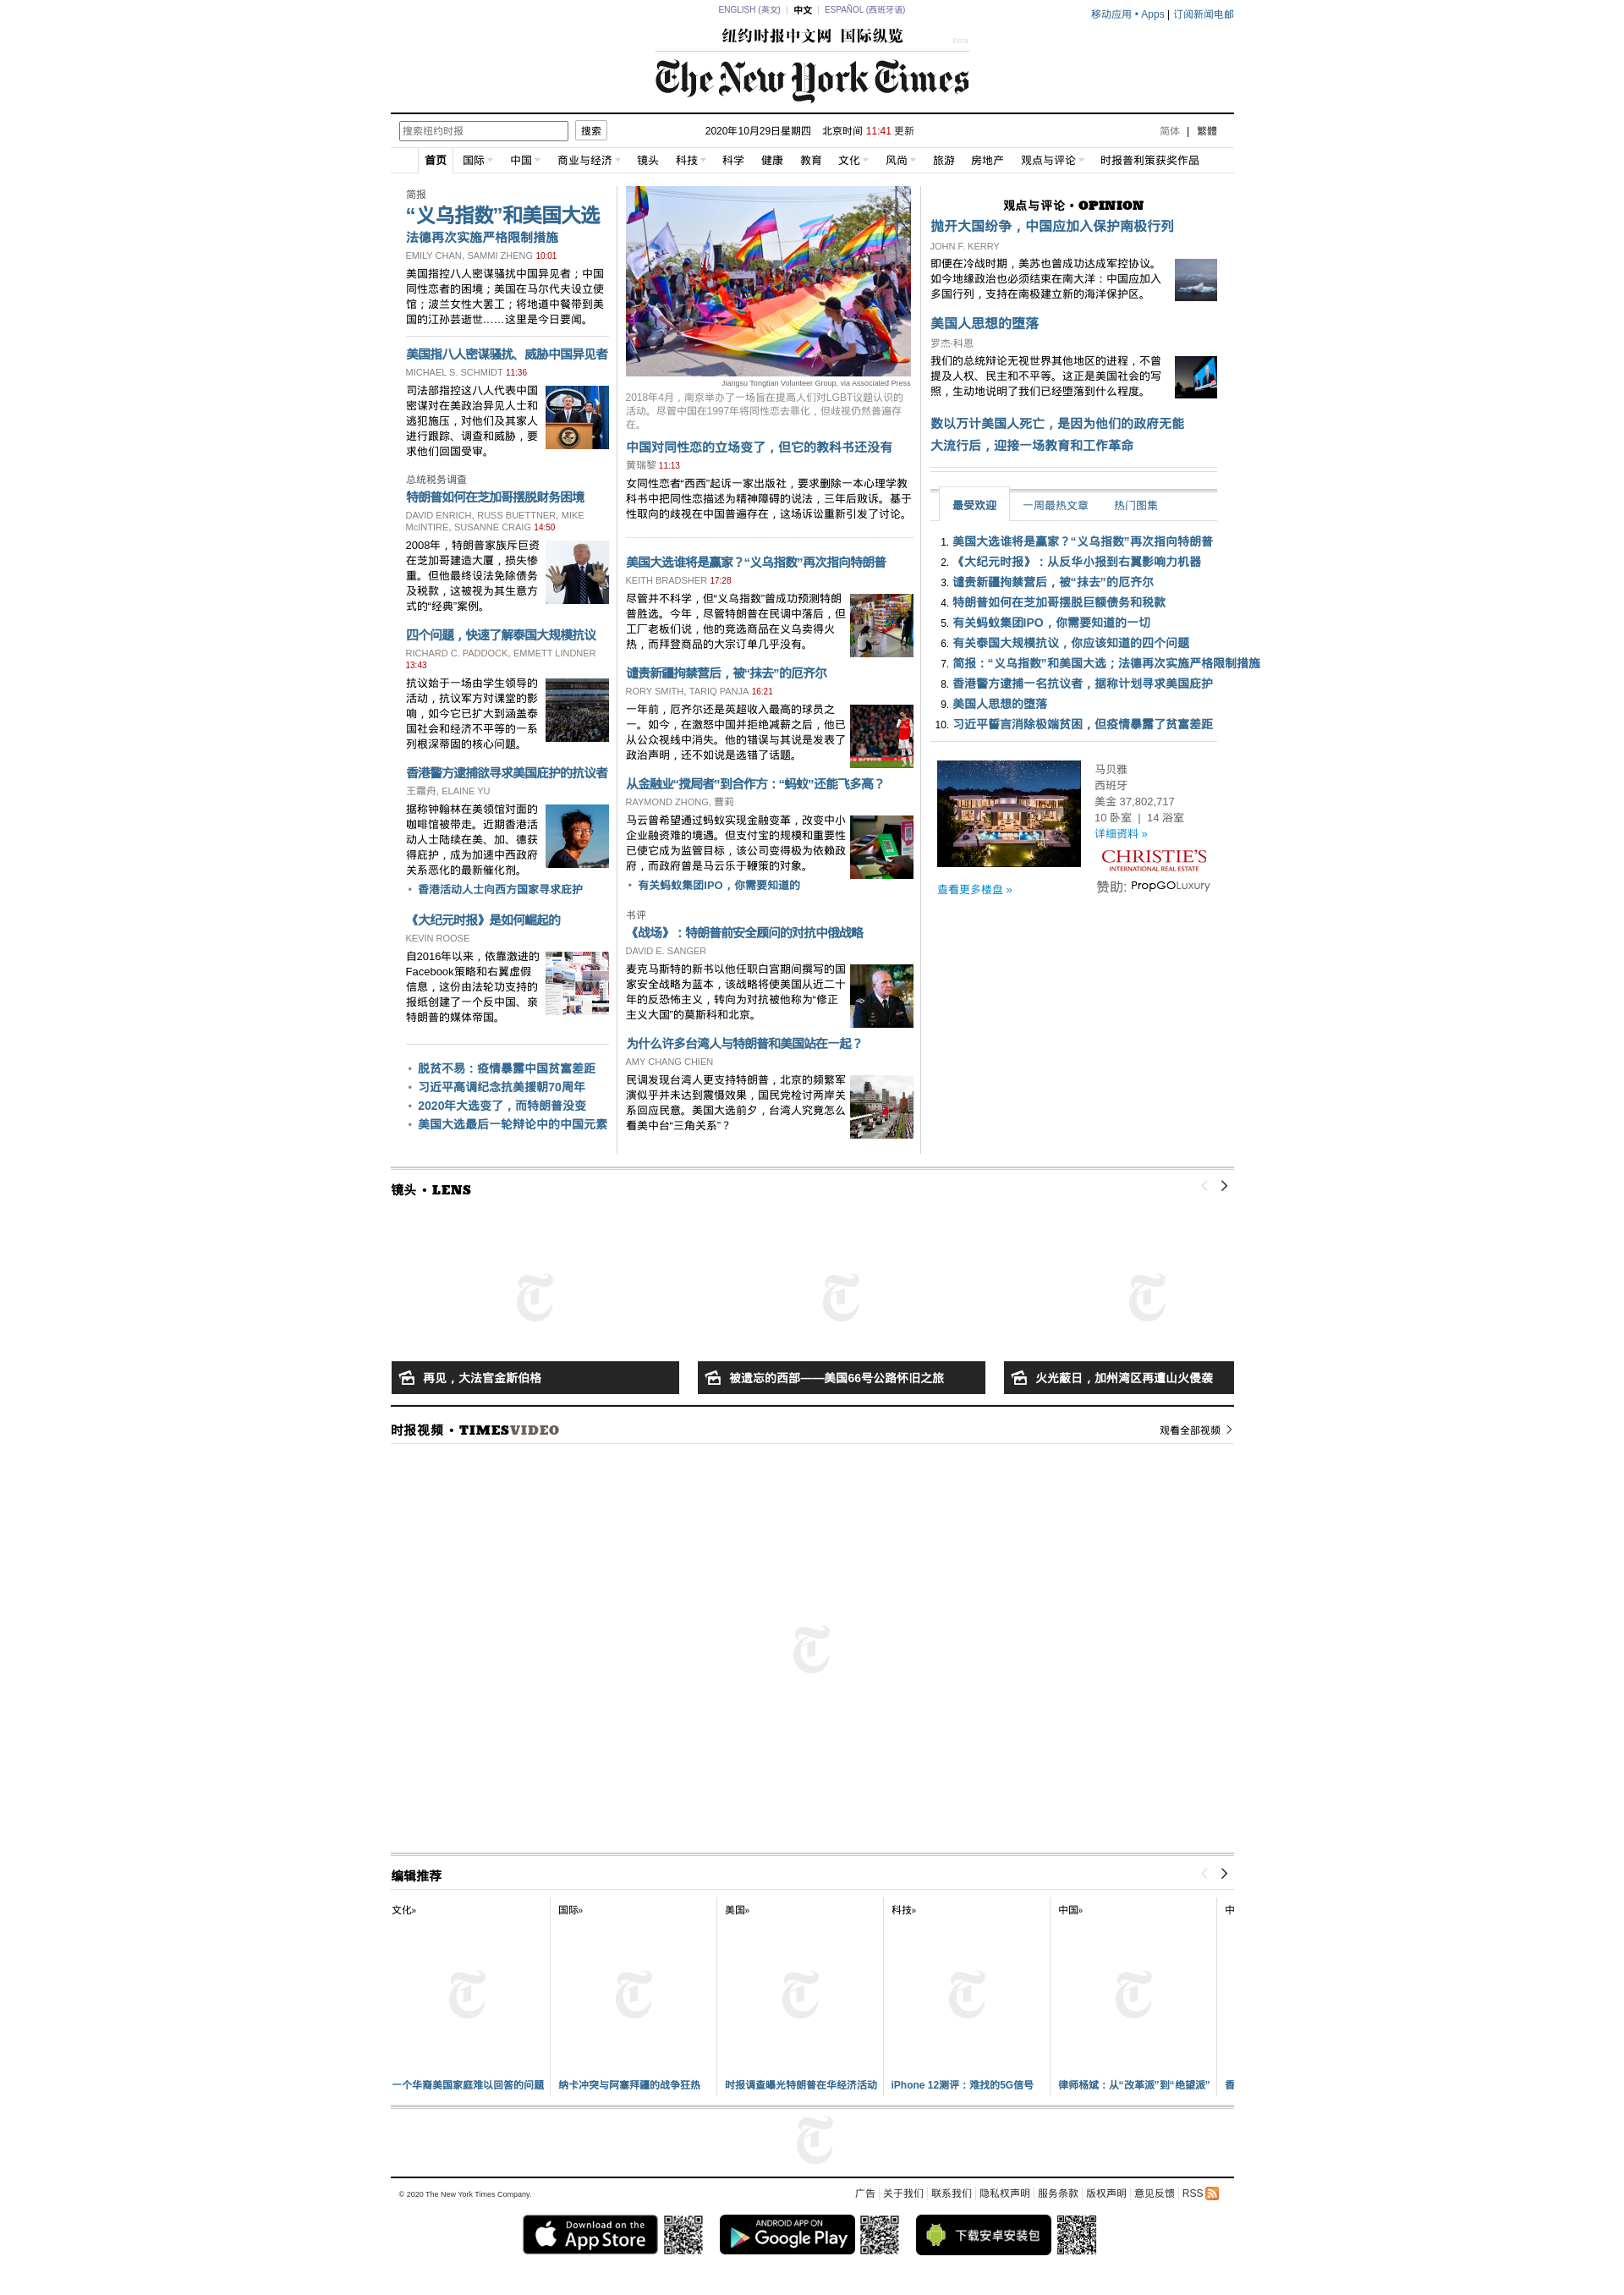 ENGLISH (英文) | 中文 | ESPAÑOL (西班牙语)
移动应用 • Apps | 订阅新闻电邮
纽约时报中文网 国际纵览
Beta
The New York Times
搜索纽约时报 搜索
2020年10月29日星期四 北京时间 11:41 更新
简体 | 繁體
首页 国际 中国 商业与经济 镜头 科技 科学 健康 教育 文化 风尚 旅游 房地产 观点与评论 时报普利策获奖作品
简报
“义乌指数”和美国大选
法德再次实施严格限制措施
EMILY CHAN, SAMMI ZHENG 10:01
美国指控八人密谋骚扰中国异见者；中国
同性恋者的困境；美国在马尔代夫设立使
馆；波兰女性大罢工；将地道中餐带到美
国的江孙芸逝世……这里是今日要闻。
美国指八人密谋骚扰、威胁中国异见者
MICHAEL S. SCHMIDT 11:36
司法部指控这八人代表中国
密谋对在美政治异见人士和
逃犯施压，对他们及其家人
进行跟踪、调查和威胁，要
求他们回国受审。
总统税务调查
特朗普如何在芝加哥摆脱财务困境
DAVID ENRICH, RUSS BUETTNER, MIKE
McINTIRE, SUSANNE CRAIG 14:50
2008年，特朗普家族斥巨资
在芝加哥建造大厦，损失惨
重。但他最终设法免除债务
及税款，这被视为其生意方
式的“经典”案例。
四个问题，快速了解泰国大规模抗议
RICHARD C. PADDOCK, EMMETT LINDNER
13:43
抗议始于一场由学生领导的
活动，抗议军方对课堂的影
响，如今它已扩大到涵盖泰
国社会和经济不平等的一系
列根深蒂固的核心问题。
香港警方逮捕欲寻求美国庇护的抗议者
王霜舟, ELAINE YU
据称钟翰林在美领馆对面的
咖啡馆被带走。近期香港活
动人士陆续在美、加、德获
得庇护，成为加速中西政府
关系恶化的最新催化剂。
• 香港活动人士向西方国家寻求庇护
《大纪元时报》是如何崛起的
KEVIN ROOSE
自2016年以来，依靠激进的
Facebook策略和右翼虚假
信息，这份由法轮功支持的
报纸创建了一个反中国、亲
特朗普的媒体帝国。
• 脱贫不易：疫情暴露中国贫富差距
• 习近平高调纪念抗美援朝70周年
• 2020年大选变了，而特朗普没变
• 美国大选最后一轮辩论中的中国元素
Jiangsu Tongtian Volunteer Group, via Associated Press
2018年4月，南京举办了一场旨在提高人们对LGBT议题认识的
活动。尽管中国在1997年将同性恋去罪化，但歧视仍然普遍存
在。
中国对同性恋的立场变了，但它的教科书还没有
黄瑞黎 11:13
女同性恋者“西西”起诉一家出版社，要求删除一本心理学教
科书中把同性恋描述为精神障碍的说法，三年后败诉。基于
性取向的歧视在中国普遍存在，这场诉讼重新引发了讨论。
美国大选谁将是赢家？“义乌指数”再次指向特朗普
KEITH BRADSHER 17:28
尽管并不科学，但“义乌指数”曾成功预测特朗
普胜选。今年，尽管特朗普在民调中落后，但
工厂老板们说，他的竞选商品在义乌卖得火
热，而拜登商品的大宗订单几乎没有。
谴责新疆拘禁营后，被“抹去”的厄齐尔
RORY SMITH, TARIQ PANJA 16:21
一年前，厄齐尔还是英超收入最高的球员之
一。如今，在激怒中国并拒绝减薪之后，他已
从公众视线中消失。他的错误与其说是发表了
政治声明，还不如说是选错了话题。
从金融业“搅局者”到合作方：“蚂蚁”还能飞多高？
RAYMOND ZHONG, 曹莉
马云曾希望通过蚂蚁实现金融变革，改变中小
企业融资难的境遇。但支付宝的规模和重要性
已使它成为监管目标，该公司变得极为依赖政
府，而政府曾是马云乐于鞭策的对象。
• 有关蚂蚁集团IPO，你需要知道的
书评
《战场》：特朗普前安全顾问的对抗中俄战略
DAVID E. SANGER
麦克马斯特的新书以他任职白宫期间撰写的国
家安全战略为蓝本，该战略将使美国从近二十
年的反恐怖主义，转向为对抗被他称为“修正
主义大国”的莫斯科和北京。
为什么许多台湾人与特朗普和美国站在一起？
AMY CHANG CHIEN
民调发现台湾人更支持特朗普，北京的频繁军
演似乎并未达到震慑效果，国民党检讨两岸关
系回应民意。美国大选前夕，台湾人究竟怎么
看美中台“三角关系”？
观点与评论 • OPINION
抛开大国纷争，中国应加入保护南极行列
JOHN F. KERRY
即便在冷战时期，美苏也曾成功达成军控协议。
如今地缘政治也必须结束在南大洋：中国应加入
多国行列，支持在南极建立新的海洋保护区。
美国人思想的堕落
罗杰·科恩
我们的总统辩论无视世界其他地区的进程，不曾
提及人权、民主和不平等。这正是美国社会的写
照，生动地说明了我们已经堕落到什么程度。
数以万计美国人死亡，是因为他们的政府无能
大流行后，迎接一场教育和工作革命
最受欢迎 一周最热文章 热门图集
1. 美国大选谁将是赢家？“义乌指数”再次指向特朗普
2. 《大纪元时报》：从反华小报到右翼影响力机器
3. 谴责新疆拘禁营后，被“抹去”的厄齐尔
4. 特朗普如何在芝加哥摆脱巨额债务和税款
5. 有关蚂蚁集团IPO，你需要知道的一切
6. 有关泰国大规模抗议，你应该知道的四个问题
7. 简报：“义乌指数”和美国大选；法德再次实施严格限制措施
8. 香港警方逮捕一名抗议者，据称计划寻求美国庇护
9. 美国人思想的堕落
10. 习近平誓言消除极端贫困，但疫情暴露了贫富差距
马贝雅
西班牙
美金 37,802,717
10 卧室 | 14 浴室
详细资料 »
CHRISTIE'S
INTERNATIONAL REAL ESTATE
查看更多楼盘 »
赞助: PropGOLuxury
镜头 • LENS
再见，大法官金斯伯格
被遗忘的西部——美国66号公路怀旧之旅
火光蔽日，加州湾区再遭山火侵袭
时报视频 • TIMESVIDEO
观看全部视频
编辑推荐
文化» 国际» 美国» 科技» 中国» 中
一个华裔美国家庭难以回答的问题 纳卡冲突与阿塞拜疆的战争狂热 时报调查曝光特朗普在华经济活动 iPhone 12测评：难找的5G信号 律师杨斌：从“改革派”到“绝望派” 香
© 2020 The New York Times Company.
广告 关于我们 联系我们 隐私权声明 服务条款 版权声明 意见反馈 RSS
Download on the
App Store
ANDROID APP ON
Google Play
下载安卓安装包